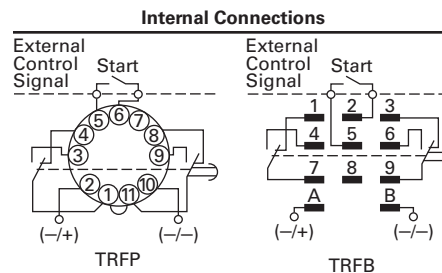 Internal Connections
External
Control
Signal
Start
5 6 7
4 8
3 9
2 10
1 11
(−/+) (−/−)
TRFP
External
Control
Signal
Start
1 2 3
4 5 6
7 8 9
A B
(−/+) (−/−)
TRFB